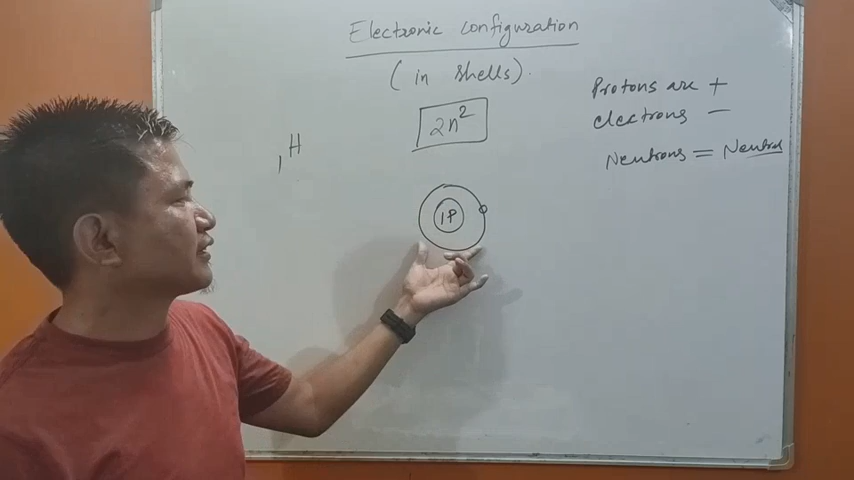 Electronic configuration
(in shells).
2n²
Protons are +
electrons −
Neutrons = Neutral
₁H
1P